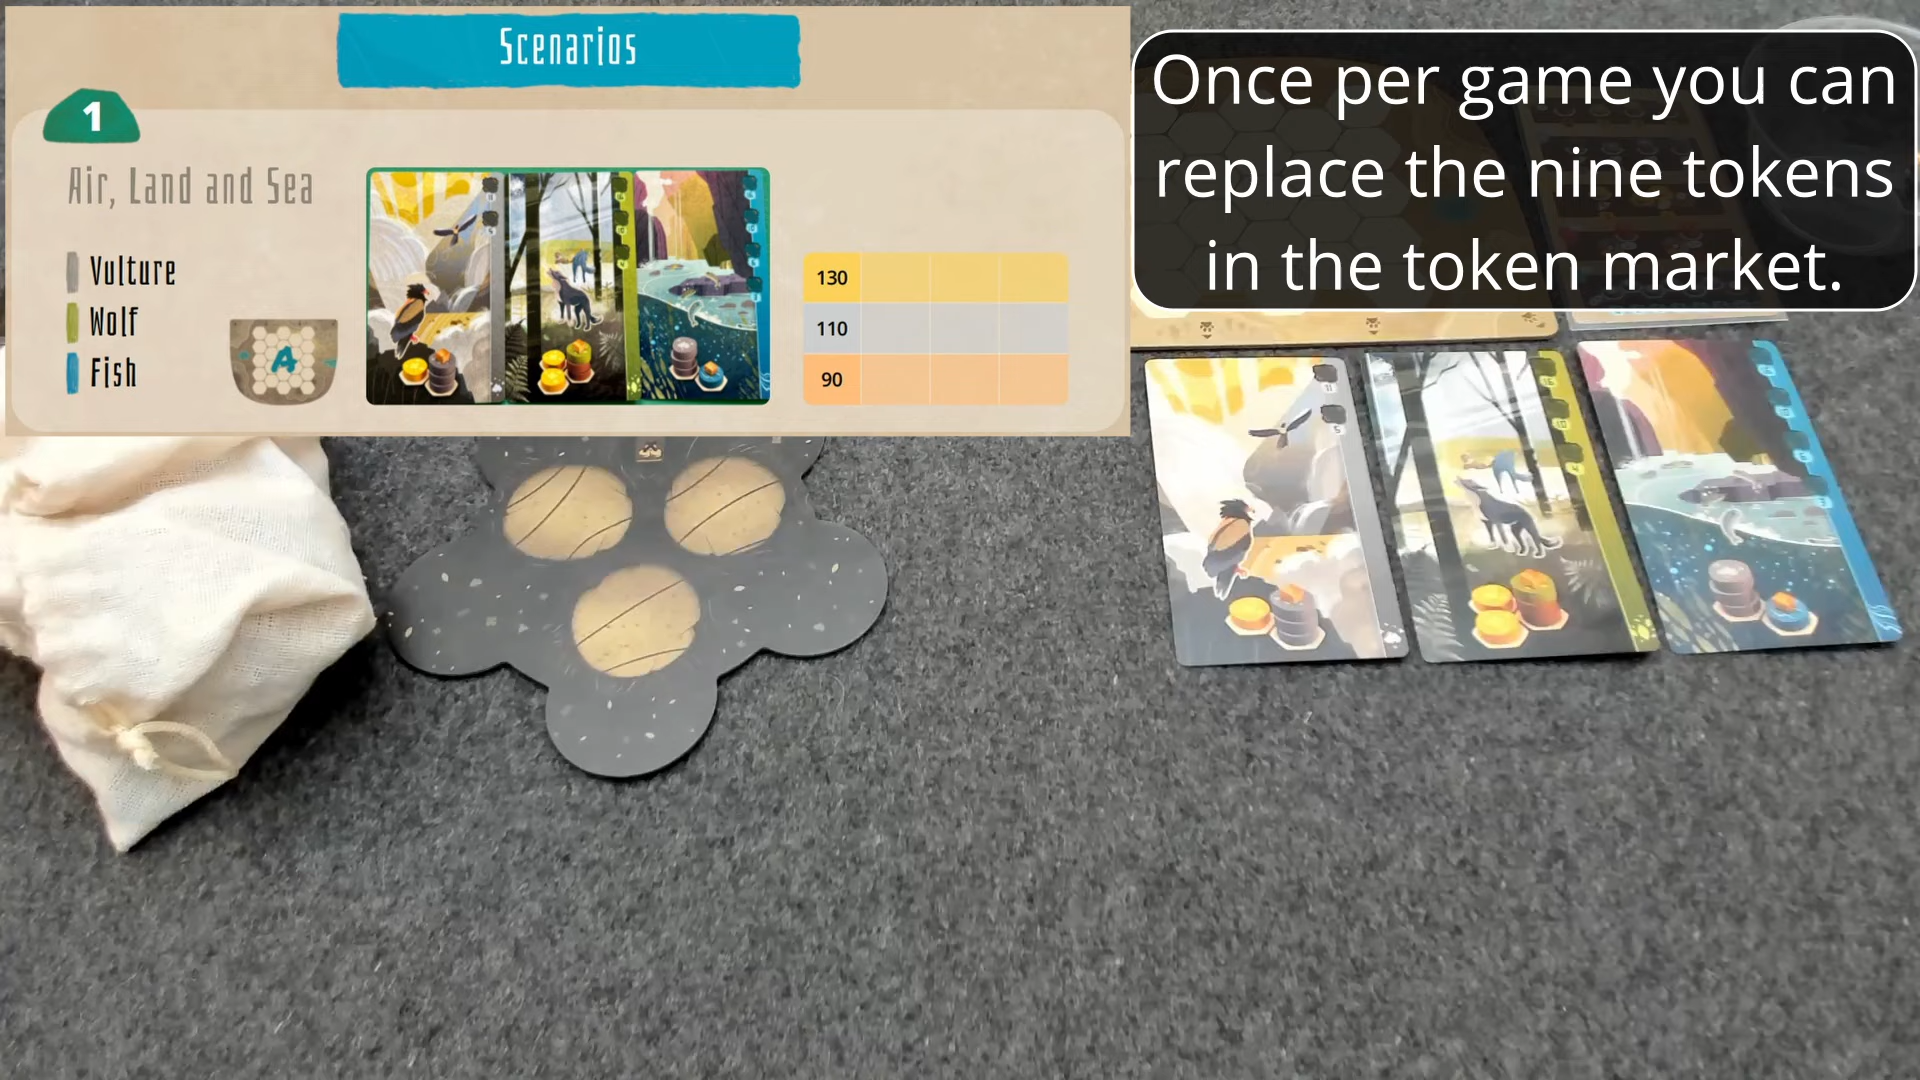 Scenarios
1
Air, Land and Sea
Vulture
Wolf
Fish
A
130
110
90
Once per game you can
replace the nine tokens
in the token market.